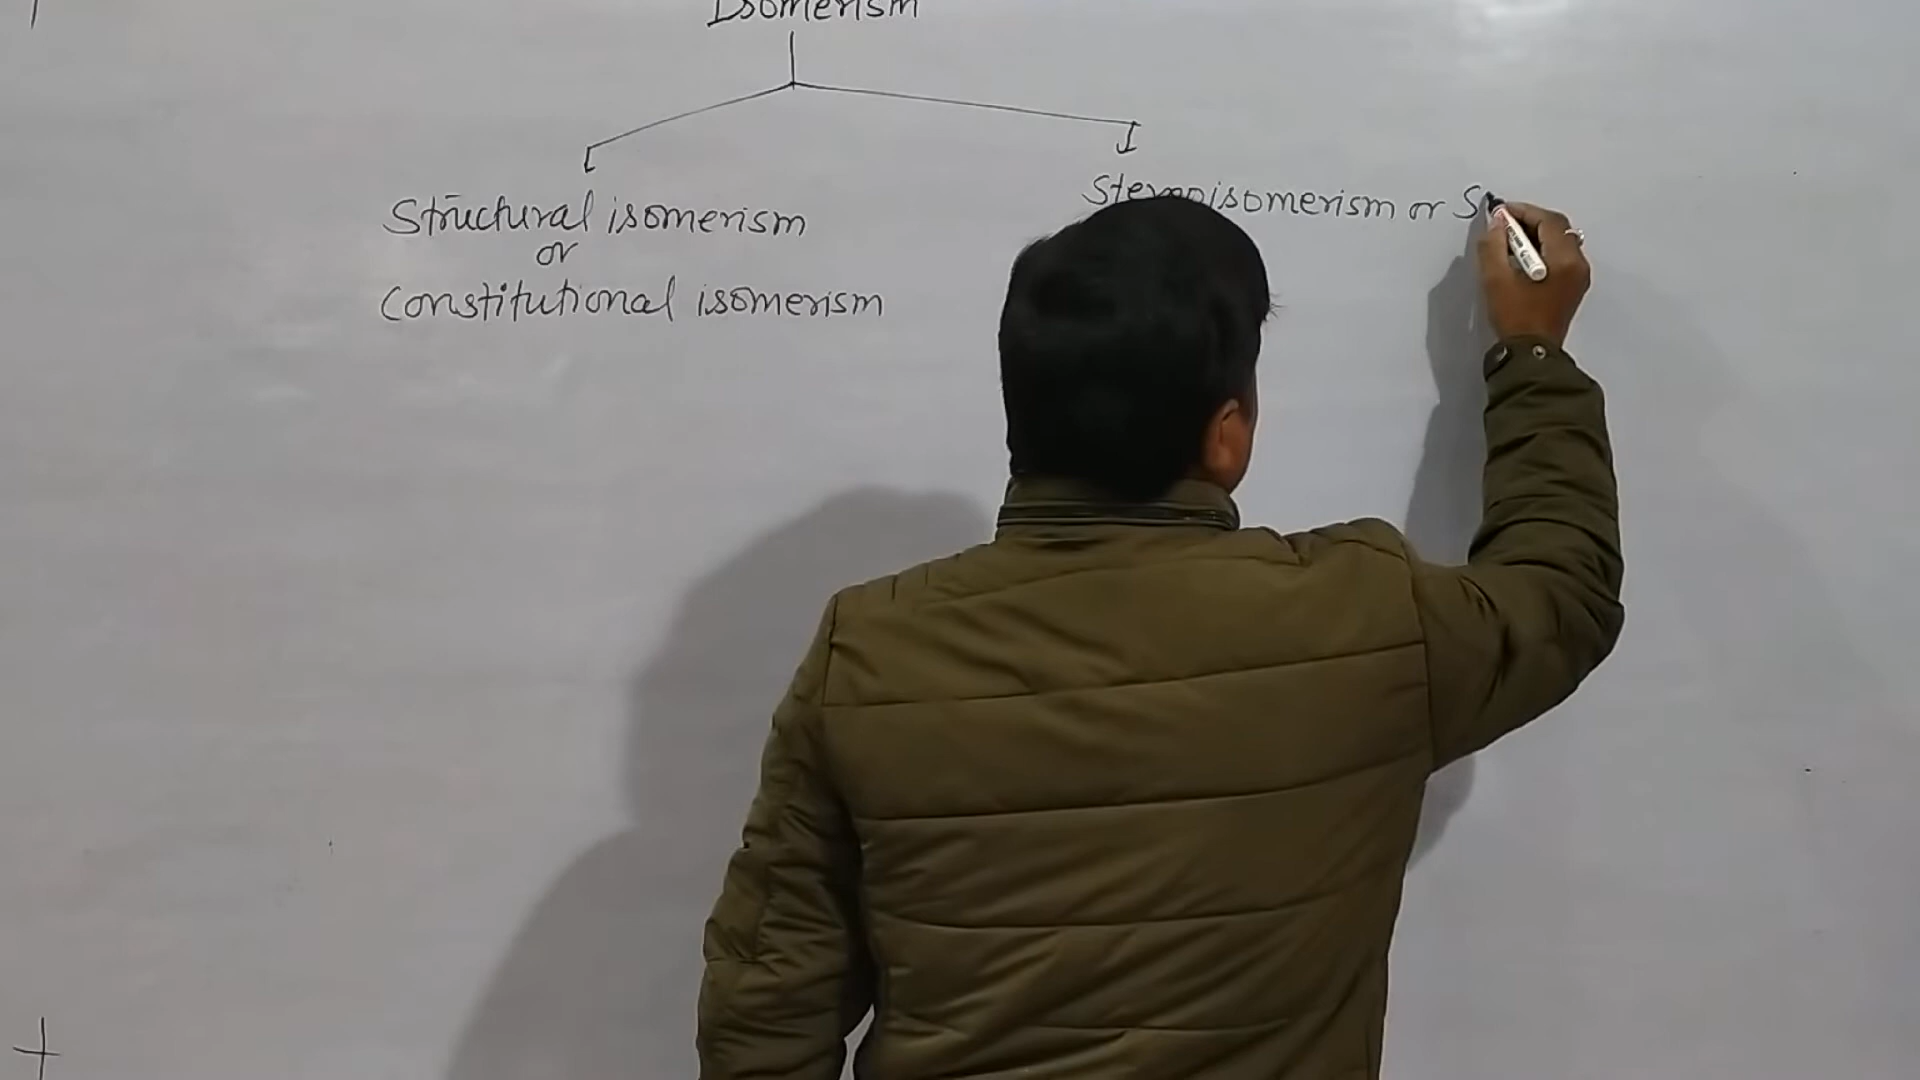 Isomerism
Structural isomerism
or
Constitutional isomerism
Stereoisomerism or S